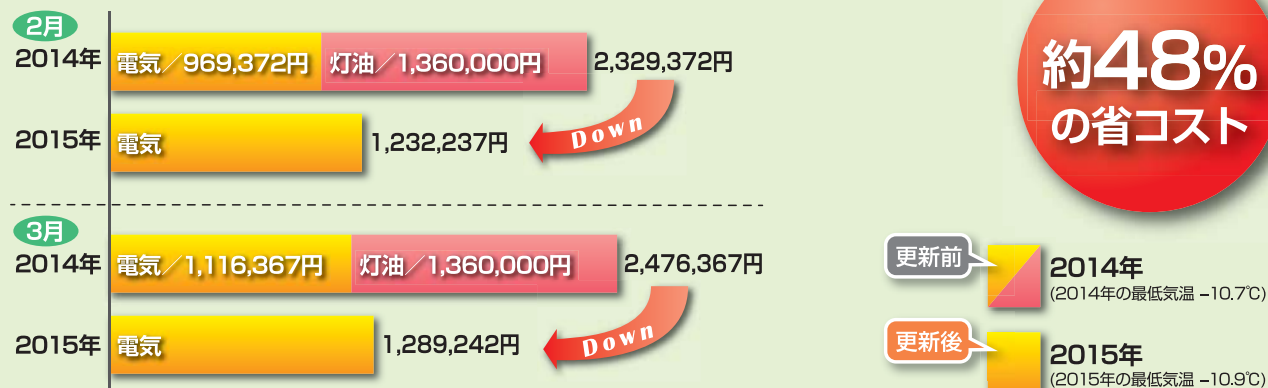 2月
2014年 電気／969,372円 灯油／1,360,000円 2,329,372円
Down
2015年 電気 1,232,237円
3月
2014年 電気／1,116,367円 灯油／1,360,000円 2,476,367円
Down
2015年 電気 1,289,242円
約48%
の省コスト
更新前 2014年
(2014年の最低気温 −10.7℃)
更新後 2015年
(2015年の最低気温 −10.9℃)